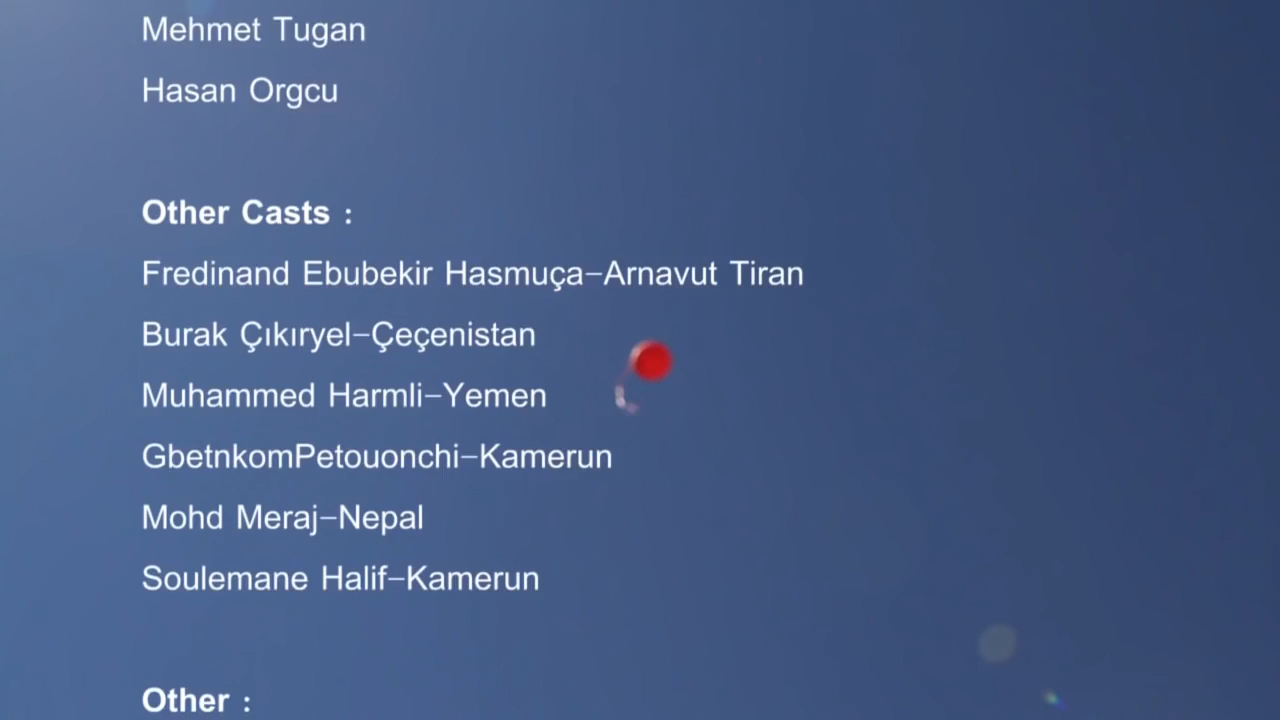 Mehmet Tugan
Hasan Orgcu
Other Casts :
Fredinand Ebubekir Hasmuça-Arnavut Tiran
Burak Çıkıryel-Çeçenistan
Muhammed Harmli-Yemen
GbetnkomPetouonchi-Kamerun
Mohd Meraj-Nepal
Soulemane Halif-Kamerun
Other :